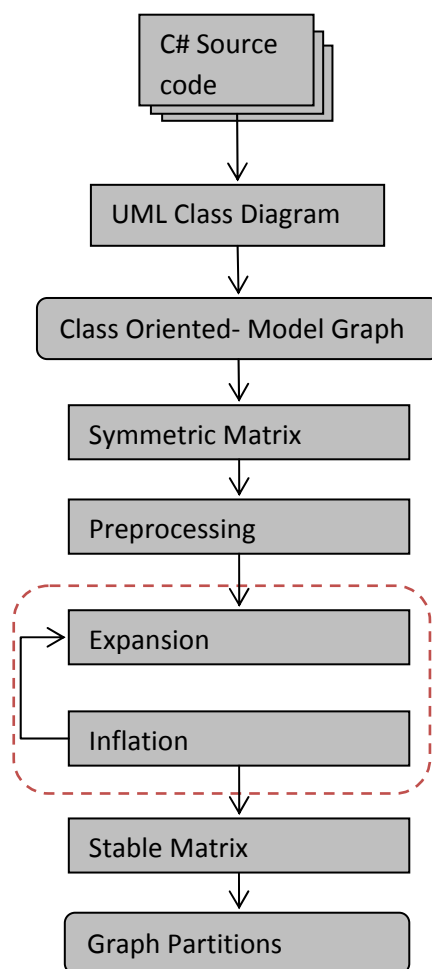 C# Source
code
UML Class Diagram
Class Oriented- Model Graph
Symmetric Matrix
Preprocessing
Expansion
Inflation
Stable Matrix
Graph Partitions